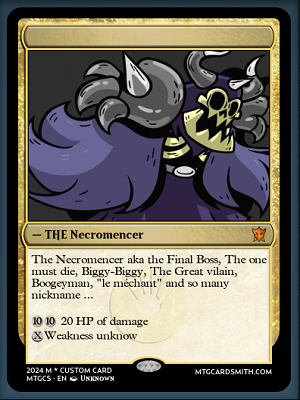 — THE Necromencer
The Necromencer aka the Final Boss, The one
must die, Biggy-Biggy, The Great vilain,
Boogeyman, "le méchant" and so many
nickname ...
10 10 20 HP of damage
X Weakness unknow
2024 M * CUSTOM CARD
MTGCS · EN Unknown
MTGCARDSMITH.COM